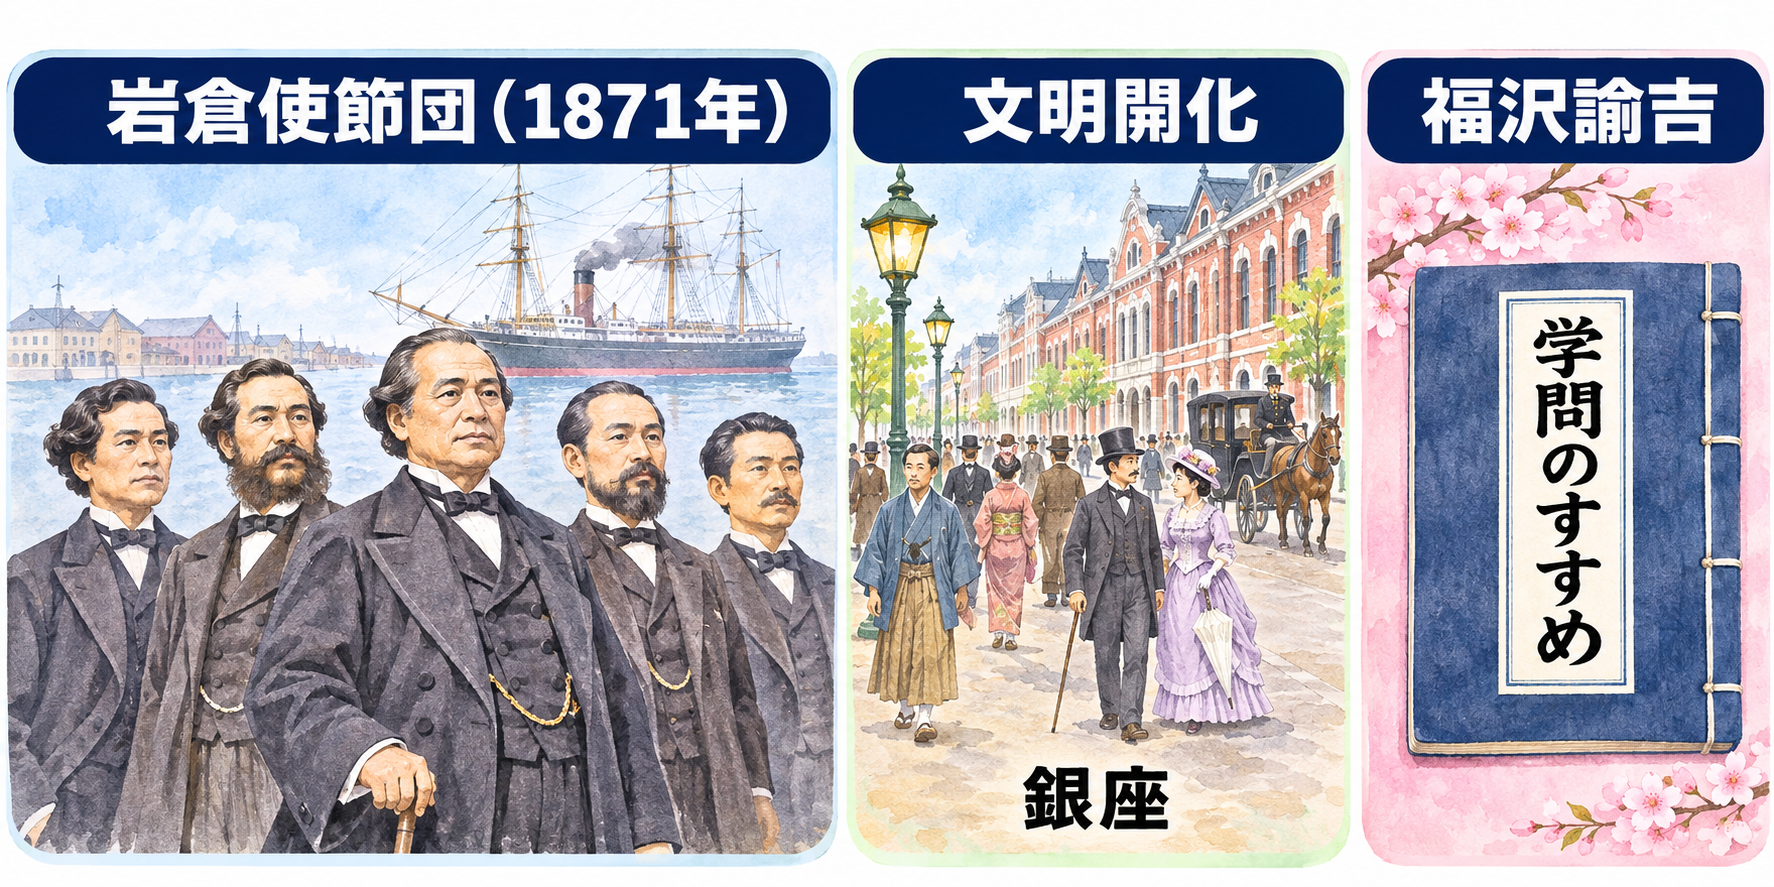 岩倉使節団（1871年）
文明開化
銀座
福沢諭吉
学問のすすめ